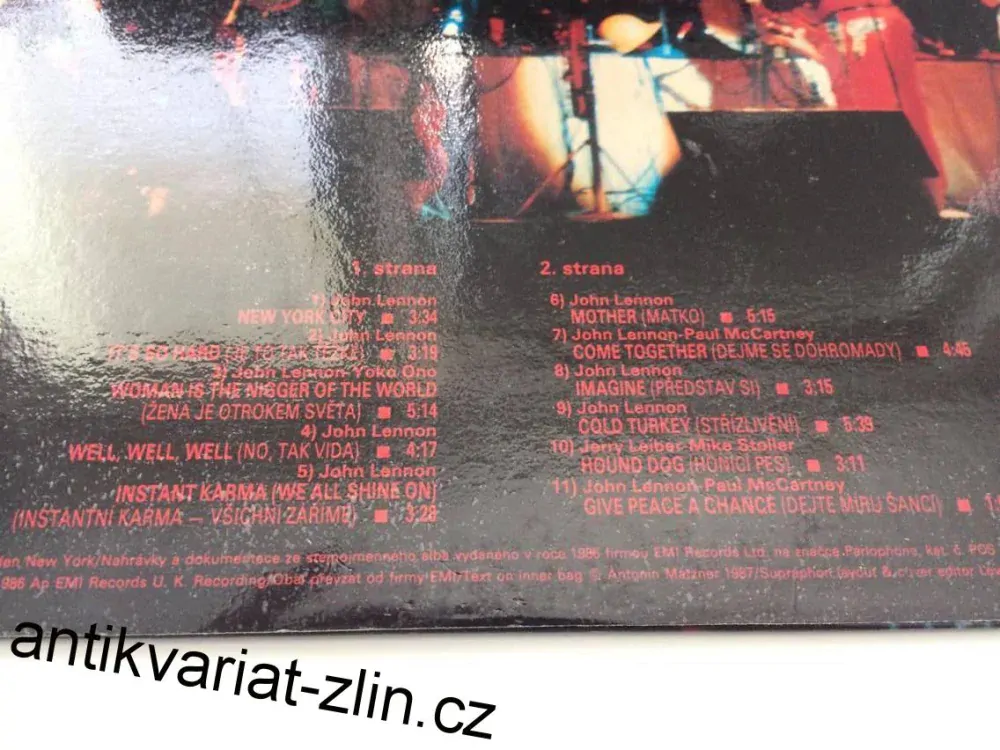 1. strana
1) John Lennon
NEW YORK CITY ■ 3:34
2) John Lennon
IT'S SO HARD (JE TO TAK TĚŽKÉ) ■ 3:19
3) John Lennon-Yoko Ono
WOMAN IS THE NIGGER OF THE WORLD
(ŽENA JE OTROKEM SVĚTA) ■ 5:14
4) John Lennon
WELL, WELL, WELL (NO, TAK VIDA) ■ 4:17
5) John Lennon
INSTANT KARMA (WE ALL SHINE ON)
(INSTANTNÍ KARMA — VŠICHNI ZÁŘÍME) ■ 3:28
2. strana
6) John Lennon
MOTHER (MATKO) ■ 5:15
7) John Lennon-Paul McCartney
COME TOGETHER (DEJME SE DOHROMADY) ■ 4:45
8) John Lennon
IMAGINE (PŘEDSTAV SI) ■ 3:15
9) John Lennon
COLD TURKEY (STŘÍZLIVĚNÍ) ■ 5:39
10) Jerry Leiber-Mike Stoller
HOUND DOG (HONICÍ PES) ■ 3:11
11) John Lennon-Paul McCartney
GIVE PEACE A CHANCE (DEJTE MÍRU ŠANCI) ■
New York/Nahrávky a dokumentace ze stejnojmenného alba vydaného v roce 1986 firmou EMI Records Ltd. na značce Parlophone, kat. č. PCS
1986 Ap EMI Records U. K. Recording/Obal převzat od firmy EMI/Text on inner bag © Antonín Matzner 1987/Supraphon Layout & cover editor
antikvariat-zlin.cz